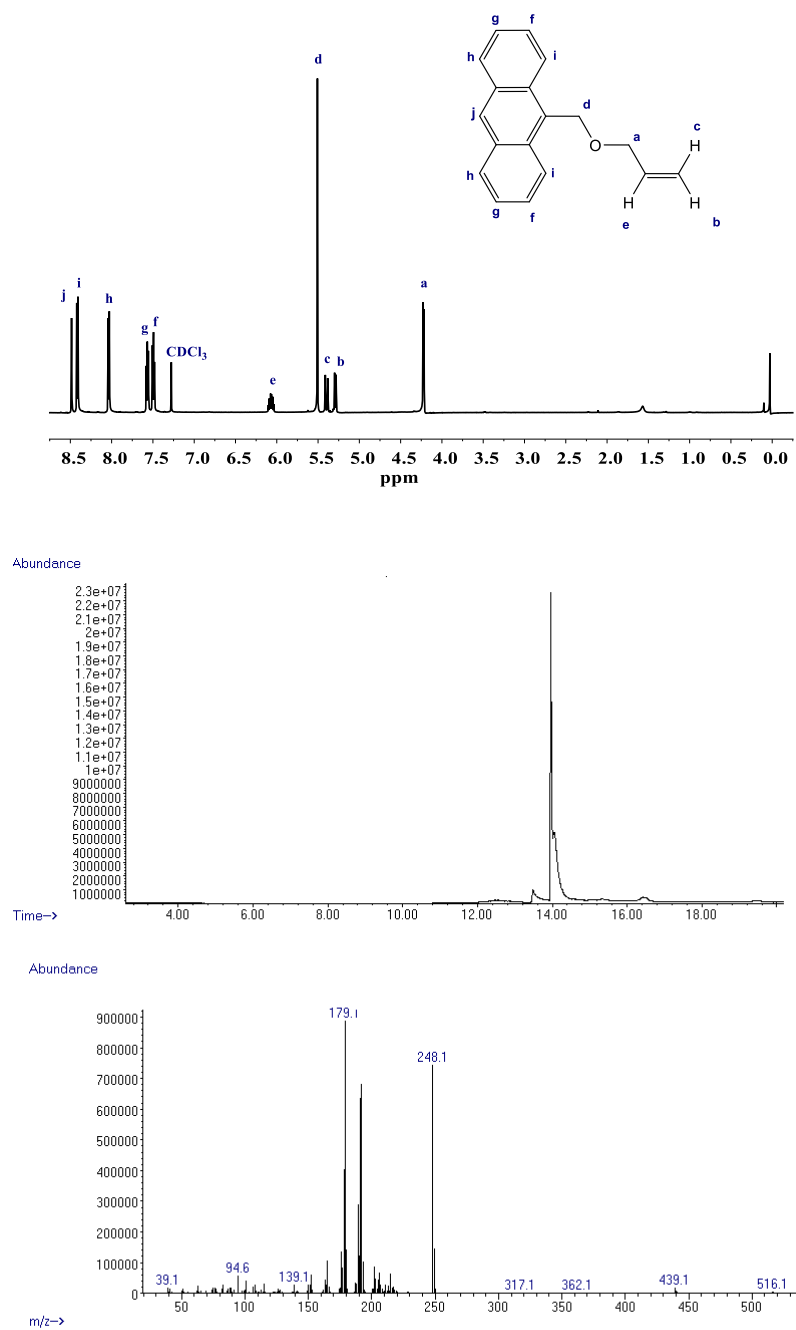 g f
d
h i
d
j
c
a
H
O
h i
H H
g f
e b
i
j
h
a
g f
CDCl3
c b
e
8.5 8.0 7.5 7.0 6.5 6.0 5.5 5.0 4.5 4.0 3.5 3.0 2.5 2.0 1.5 1.0 0.5 0.0
ppm
Abundance
2.3e+07
2.2e+07
2.1e+07
2e+07
1.9e+07
1.8e+07
1.7e+07
1.6e+07
1.5e+07
1.4e+07
1.3e+07
1.2e+07
1.1e+07
1e+07
9000000
8000000
7000000
6000000
5000000
4000000
3000000
2000000
1000000
4.00 6.00 8.00 10.00 12.00 14.00 16.00 18.00
Time-->
Abundance
900000
179.1
800000
248.1
700000
600000
500000
400000
300000
200000
100000
39.1 94.6 139.1 317.1 362.1 439.1 516.1
0
50 100 150 200 250 300 350 400 450 500
m/z-->